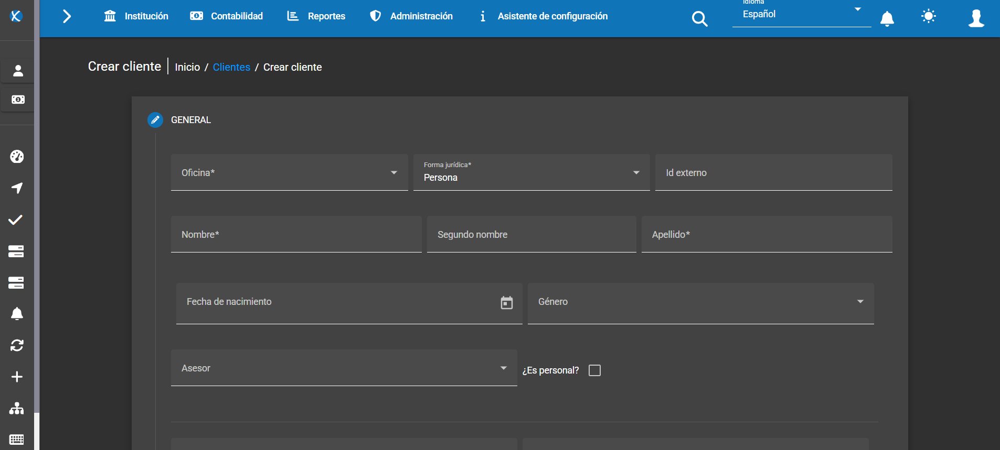 Institución Contabilidad Reportes Administración Asistente de configuración Idioma
Español
Crear cliente Inicio / Clientes / Crear cliente
GENERAL
Oficina* Forma jurídica* Id externo
Persona
Nombre* Segundo nombre Apellido*
Fecha de nacimiento Género
Asesor ¿Es personal?